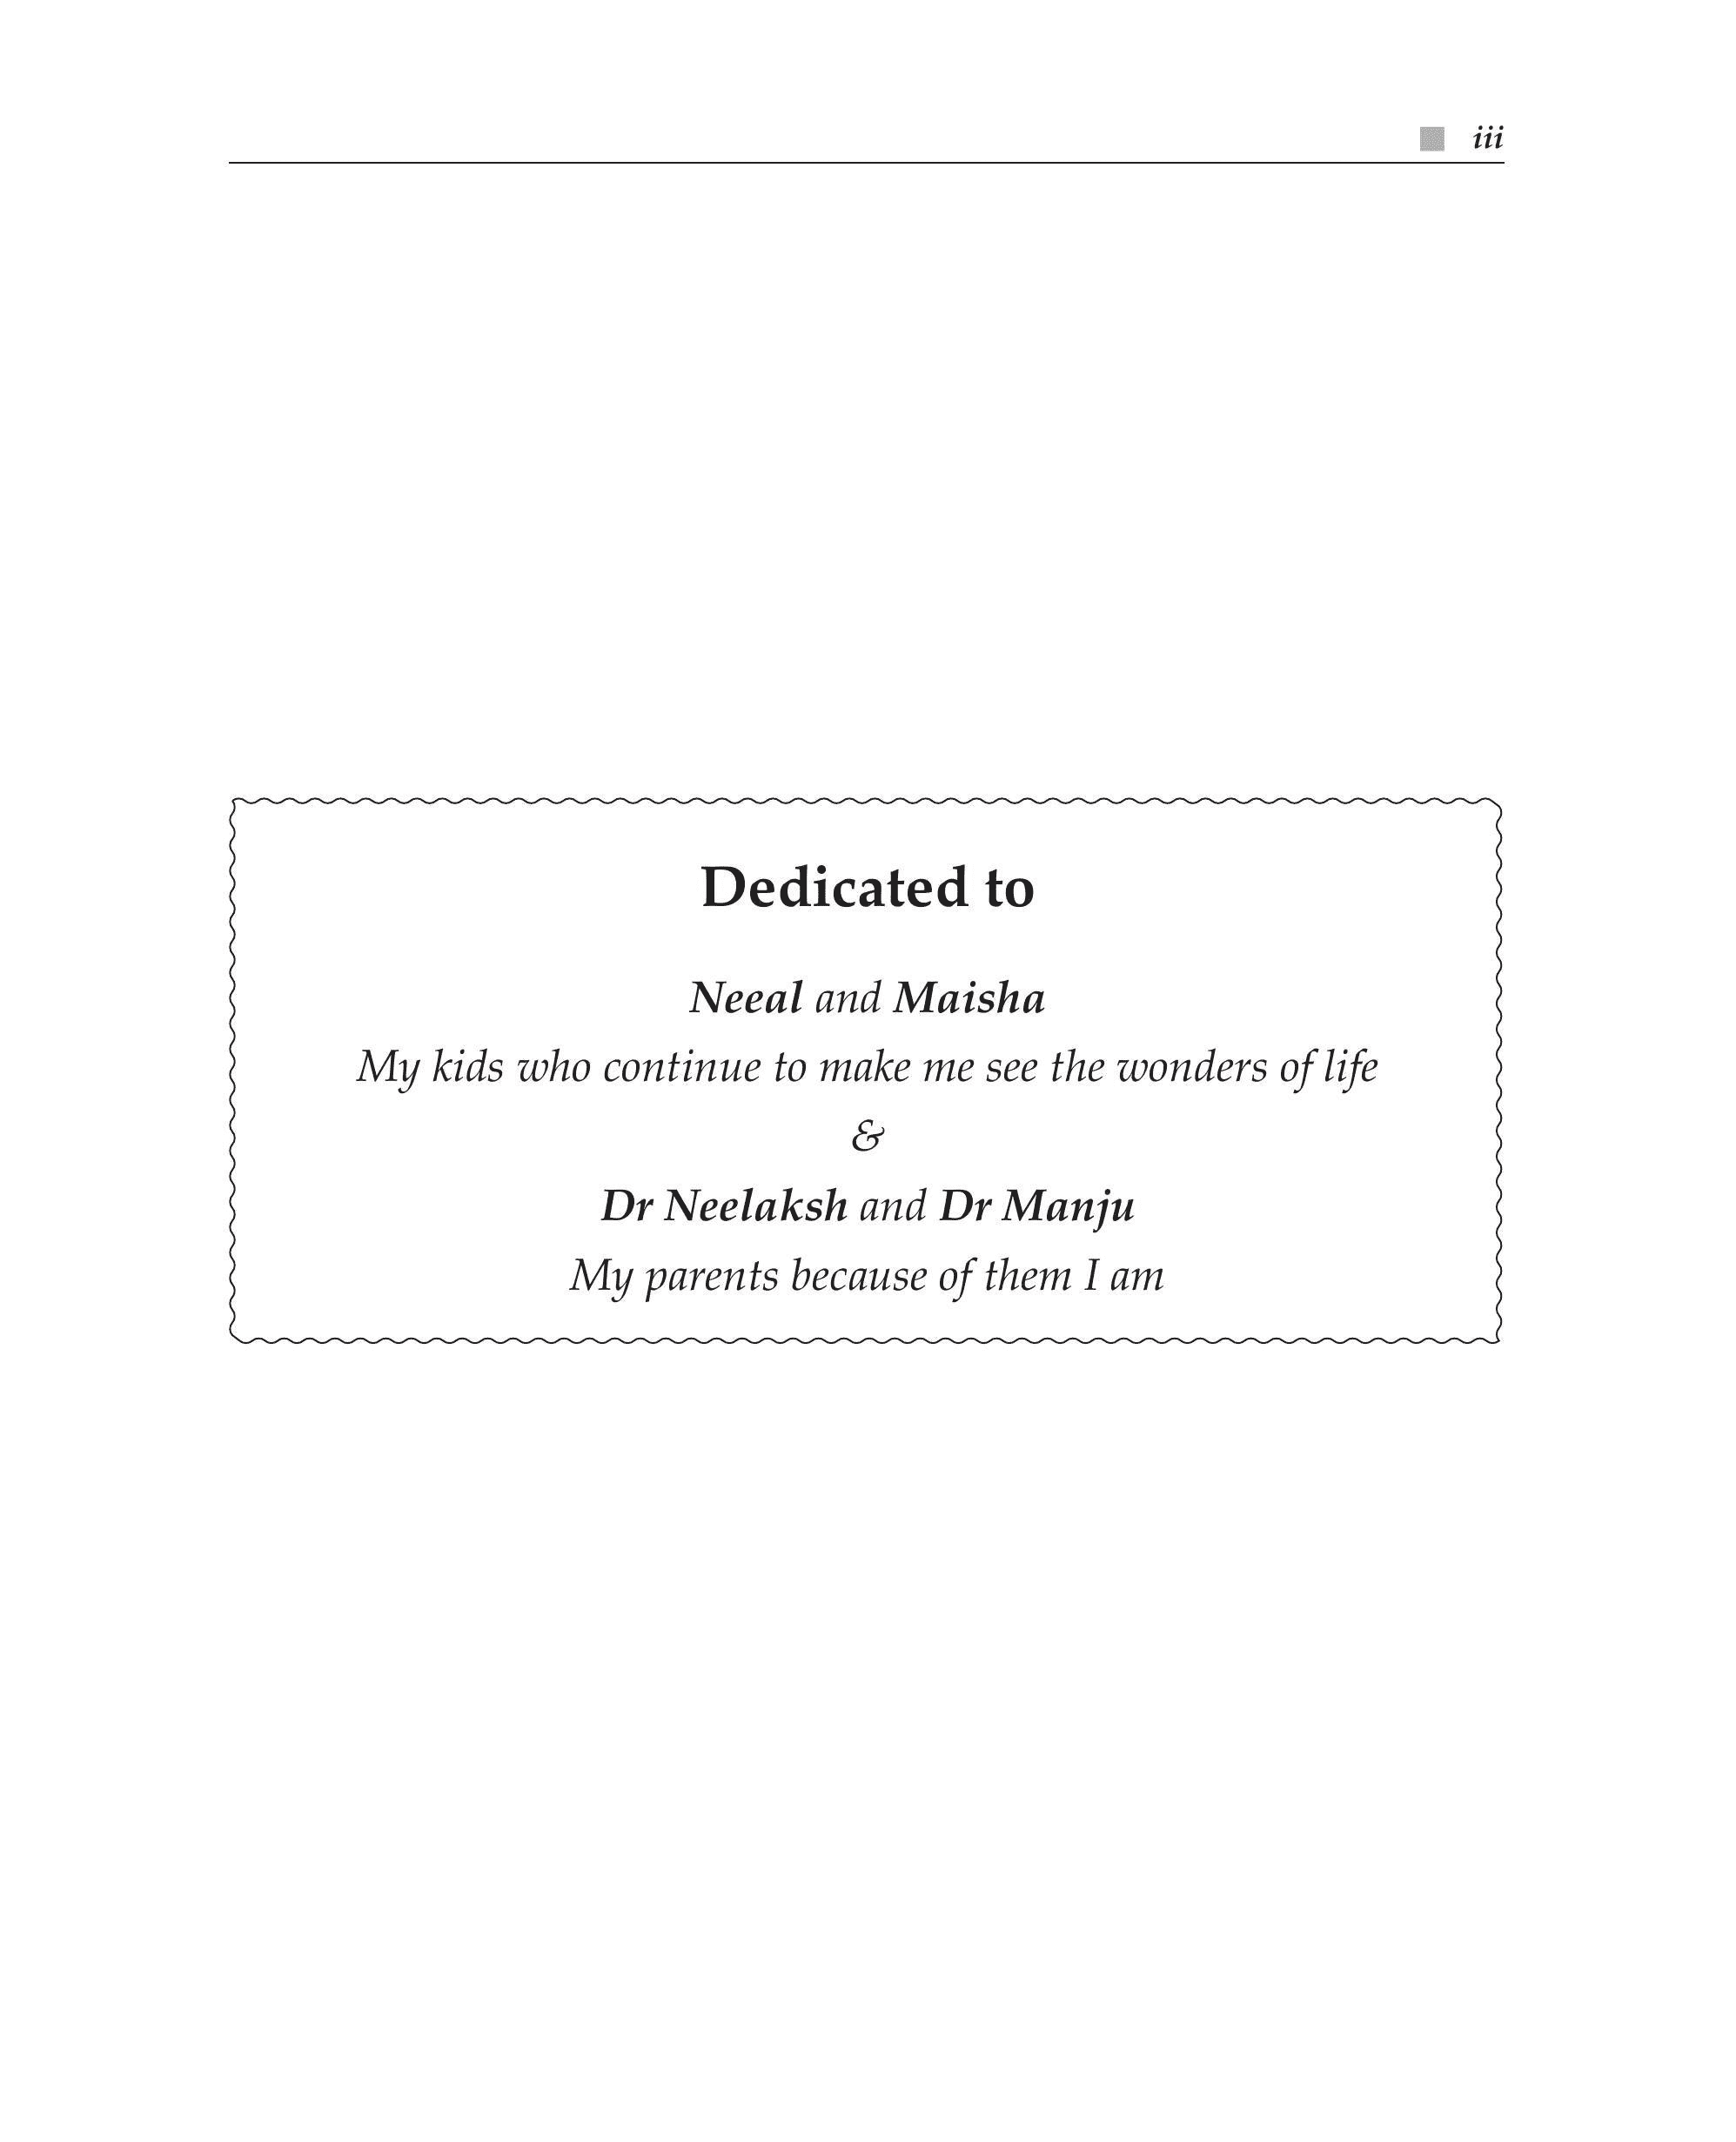 iii
Dedicated to
Neeal and Maisha
My kids who continue to make me see the wonders of life
&
Dr Neelaksh and Dr Manju
My parents because of them I am